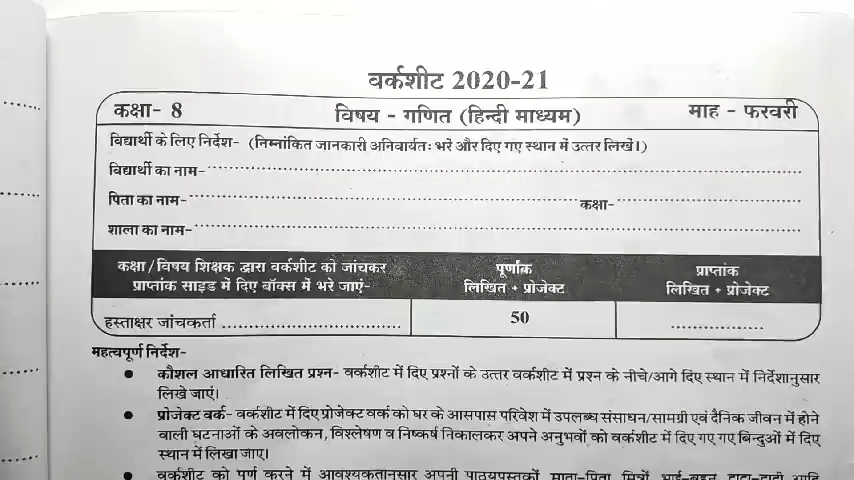 वर्कशीट 2020-21
कक्षा- 8 विषय - गणित (हिन्दी माध्यम) माह - फरवरी
विद्यार्थी के लिए निर्देश- (निम्नांकित जानकारी अनिवार्यतः भरें और दिए गए स्थान में उत्तर लिखें।)
विद्यार्थी का नाम-
पिता का नाम- कक्षा-
शाला का नाम-
कक्षा/विषय शिक्षक द्वारा वर्कशीट को जांचकर
प्राप्तांक साइड में दिए बॉक्स में भरे जाएं-
पूर्णांक
लिखित + प्रोजेक्ट
प्राप्तांक
लिखित + प्रोजेक्ट
हस्ताक्षर जांचकर्ता ................................. 50 .................
महत्वपूर्ण निर्देश-
● कौशल आधारित लिखित प्रश्न- वर्कशीट में दिए प्रश्नों के उत्तर वर्कशीट में प्रश्न के नीचे/आगे दिए स्थान में निर्देशानुसार
लिखे जाएं।
● प्रोजेक्ट वर्क- वर्कशीट में दिए प्रोजेक्ट वर्क को घर के आसपास परिवेश में उपलब्ध संसाधन/सामग्री एवं दैनिक जीवन में होने
वाली घटनाओं के अवलोकन, विश्लेषण व निष्कर्ष निकालकर अपने अनुभवों को वर्कशीट में दिए गए गए बिन्दुओं में दिए
स्थान में लिखा जाए।
● वर्कशीट को पूर्ण करने में आवश्यकतानुसार अपनी पाठ्यपुस्तकों, माता-पिता, मित्रों, भाई-बहन, दादा-दादी आदि